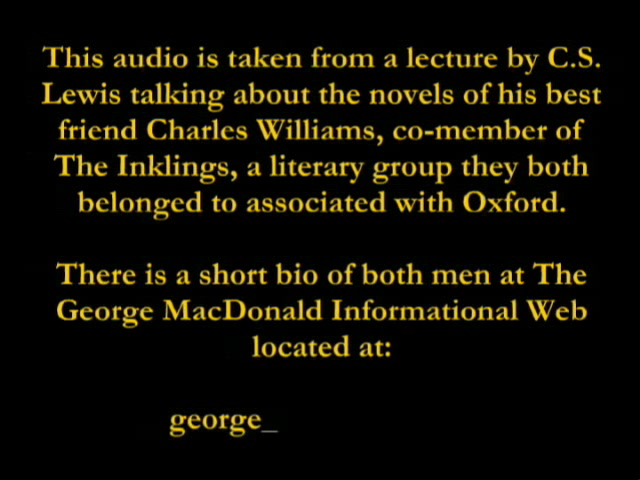 This audio is taken from a lecture by C.S.
Lewis talking about the novels of his best
friend Charles Williams, co-member of
The Inklings, a literary group they both
belonged to associated with Oxford.
There is a short bio of both men at The
George MacDonald Informational Web
located at:
george_